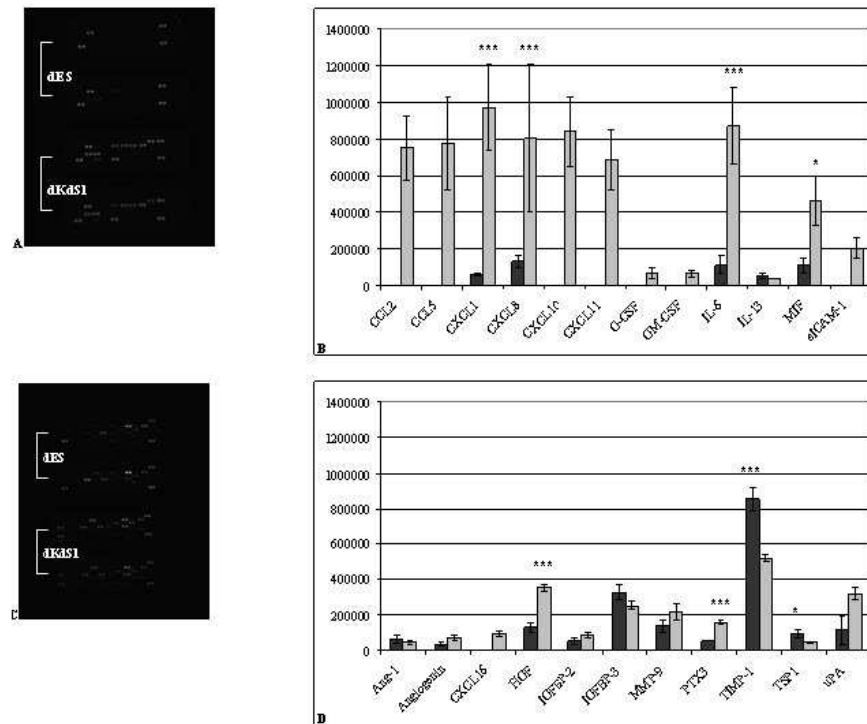 dES
dKdS1
A
1400000
1200000
1000000
800000
600000
400000
200000
0
*** *** *** *
CCL2 CCL5 CXCL1 CXCL8 CXCL10 CXCL11 G-CSF GM-CSF IL-6 IL-13 MIF sICAM-1
B
dES
dKdS1
C
1400000
1200000
1000000
800000
600000
400000
200000
0
*** *** *** *
Ang-1 Angiogenin CXCL16 HGF IGFBP-2 IGFBP-3 MMP-9 PTX3 TIMP-1 TSP1 uPA
D